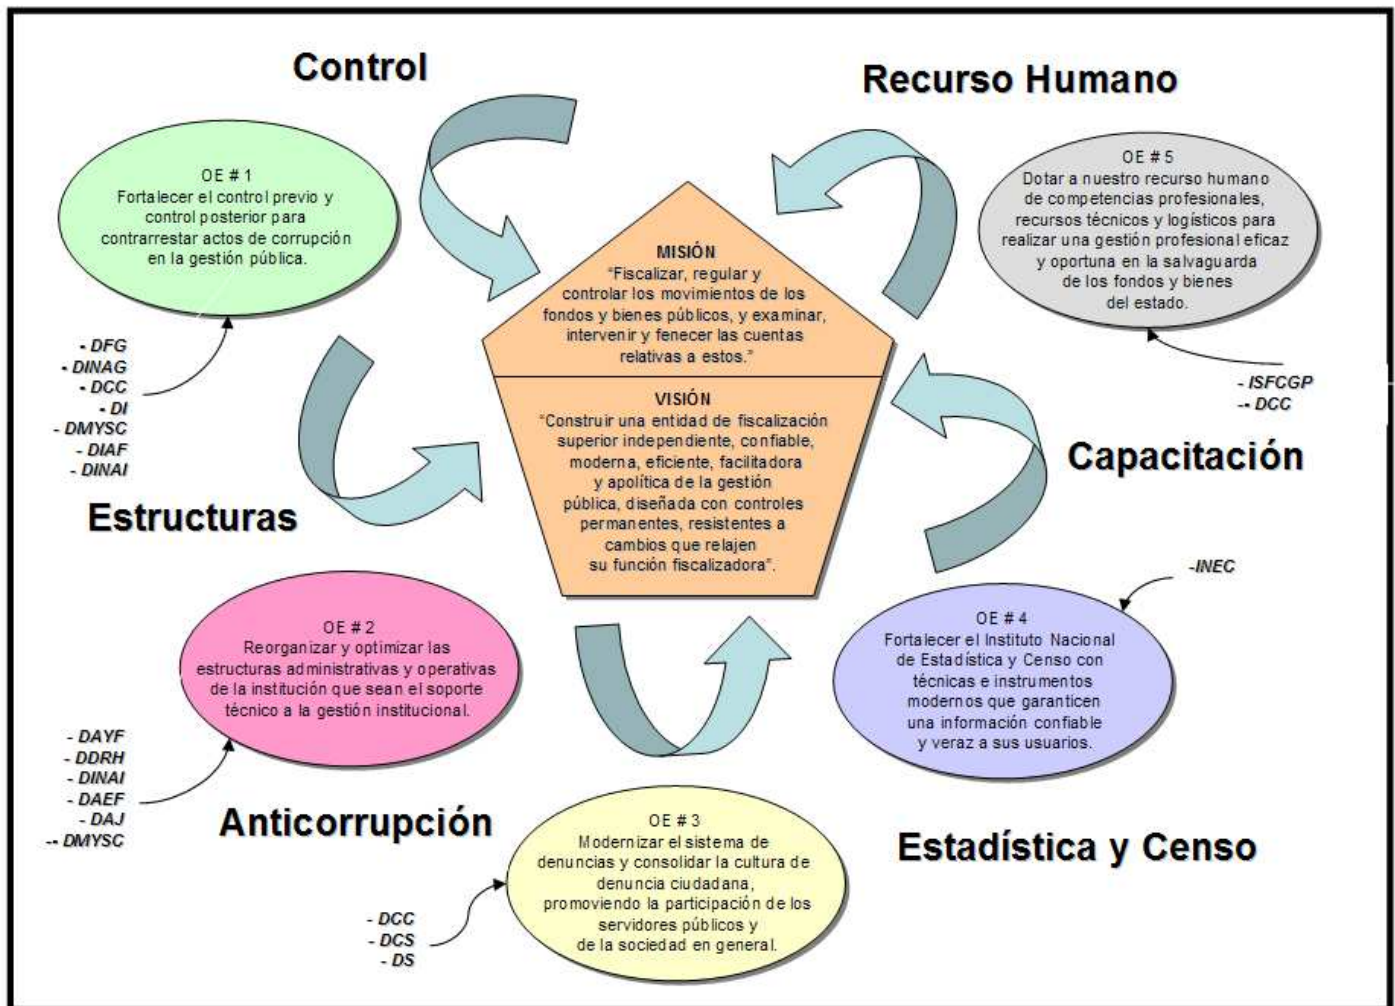 Control
Recurso Humano
OE # 1
Fortalecer el control previo y
control posterior para
contrarrestar actos de corrupción
en la gestión pública.
OE # 5
Dotar a nuestro recurso humano
de competencias profesionales,
recursos técnicos y logísticos para
realizar una gestión profesional eficaz
y oportuna en la salvaguarda
de los fondos y bienes
del estado.
MISIÓN
“Fiscalizar, regular y
controlar los movimientos de los
fondos y bienes públicos, y examinar,
intervenir y fenecer las cuentas
relativas a estos.”
VISIÓN
“Construir una entidad de fiscalización
superior independiente, confiable,
moderna, eficiente, facilitadora
y apolítica de la gestión
pública, diseñada con controles
permanentes, resistentes a
cambios que relajen
su función fiscalizadora”.
- DFG
- DINAG
- DCC
- DI
- DMYSC
- DIAF
- DINAI
- ISFCGP
-- DCC
Estructuras
Capacitación
-INEC
OE # 2
Reorganizar y optimizar las
estructuras administrativas y operativas
de la institución que sean el soporte
técnico a la gestión institucional.
OE # 4
Fortalecer el Instituto Nacional
de Estadística y Censo con
técnicas e instrumentos
modernos que garanticen
una información confiable
y veraz a sus usuarios.
- DAYF
- DDRH
- DINAI
- DAEF
- DAJ
-- DMYSC
Anticorrupción
Estadística y Censo
OE # 3
Modernizar el sistema de
denuncias y consolidar la cultura de
denuncia ciudadana,
promoviendo la participación de los
servidores públicos y
de la sociedad en general.
- DCC
- DCS
- DS